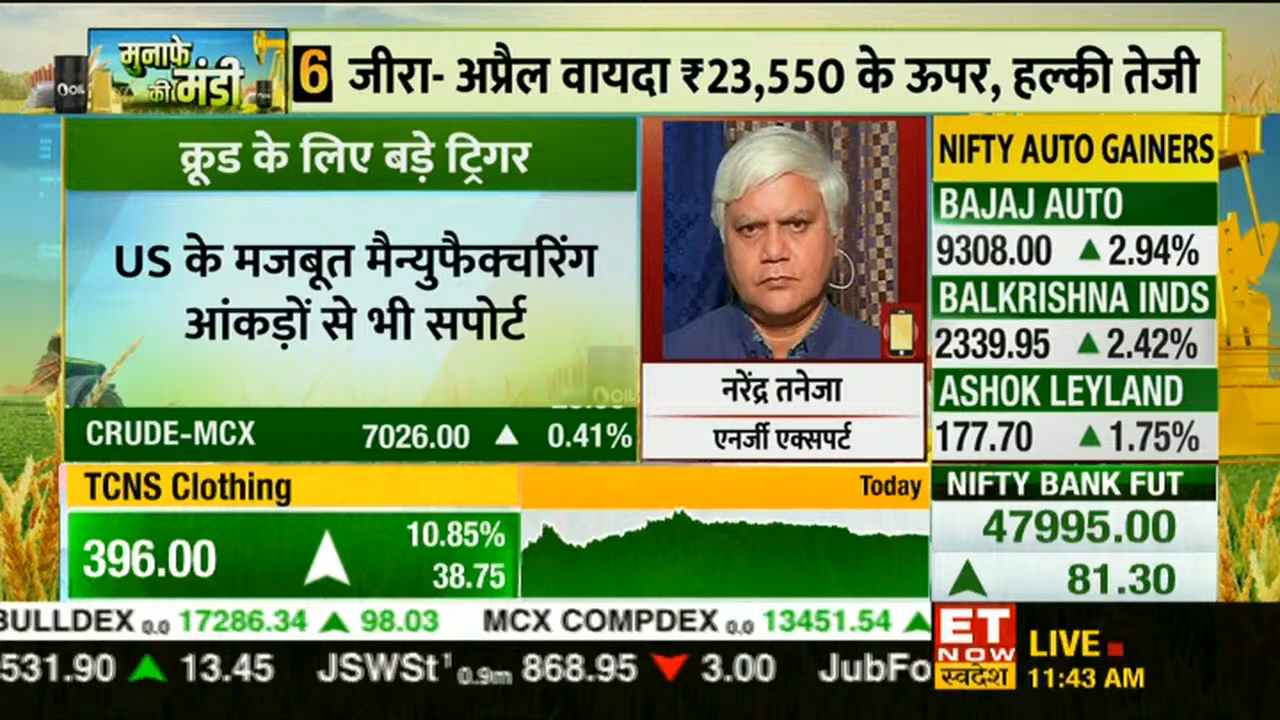 मुनाफे
की मंडी
OIL
6 जीरा- अप्रैल वायदा ₹23,550 के ऊपर, हल्की तेजी
क्रूड के लिए बड़े ट्रिगर
US के मजबूत मैन्युफैक्चरिंग
आंकड़ों से भी सपोर्ट
CRUDE-MCX 7026.00 ▲ 0.41%
नरेंद्र तनेजा
एनर्जी एक्सपर्ट
NIFTY AUTO GAINERS
BAJAJ AUTO
9308.00 ▲ 2.94%
BALKRISHNA INDS
2339.95 ▲ 2.42%
ASHOK LEYLAND
177.70 ▲ 1.75%
NIFTY BANK FUT
47995.00
▲ 81.30
TCNS Clothing
Today
396.00 ▲ 10.85%
38.75
BULLDEX 0.0 17286.34 ▲ 98.03 MCX COMPDEX 0.0 13451.54 ▲
531.90 ▲ 13.45 JSWSt 0.9m 868.95 ▼ 3.00 JubFo
ET
NOW
स्वदेश
LIVE
11:43 AM